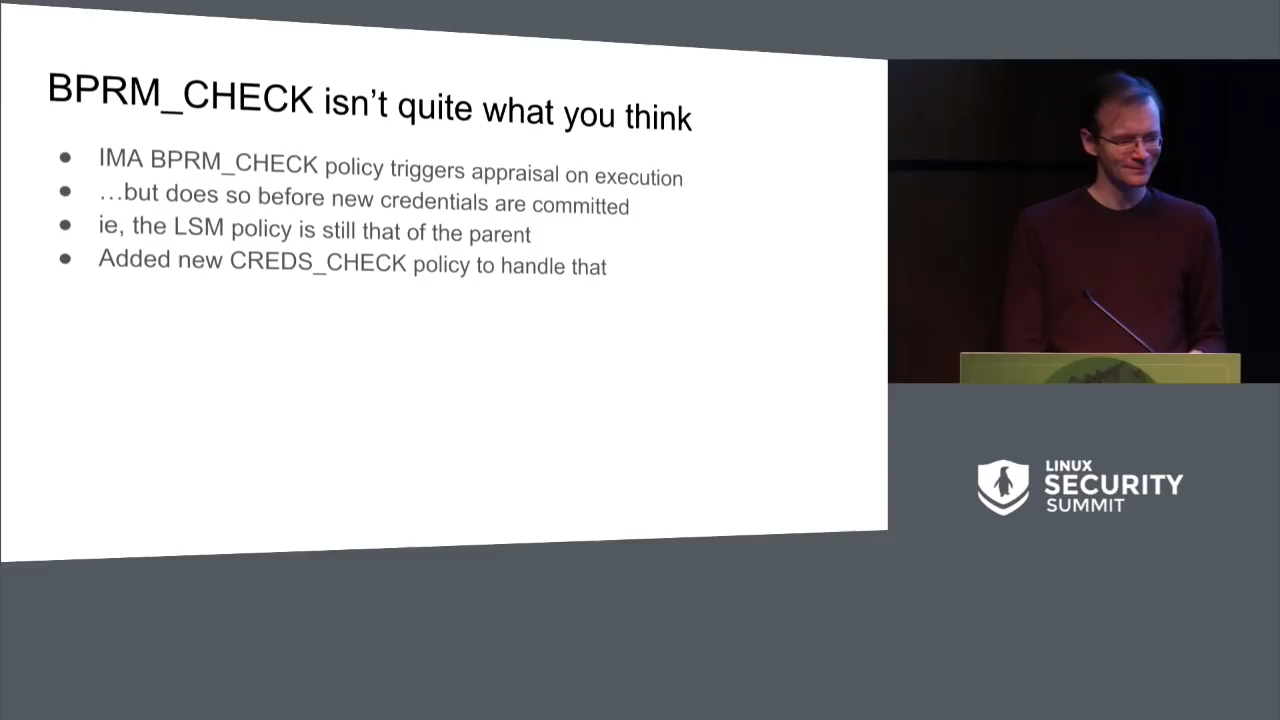 BPRM_CHECK isn't quite what you think
● IMA BPRM_CHECK policy triggers appraisal on execution
● …but does so before new credentials are committed
● ie, the LSM policy is still that of the parent
● Added new CREDS_CHECK policy to handle that
LINUX
SECURITY
SUMMIT